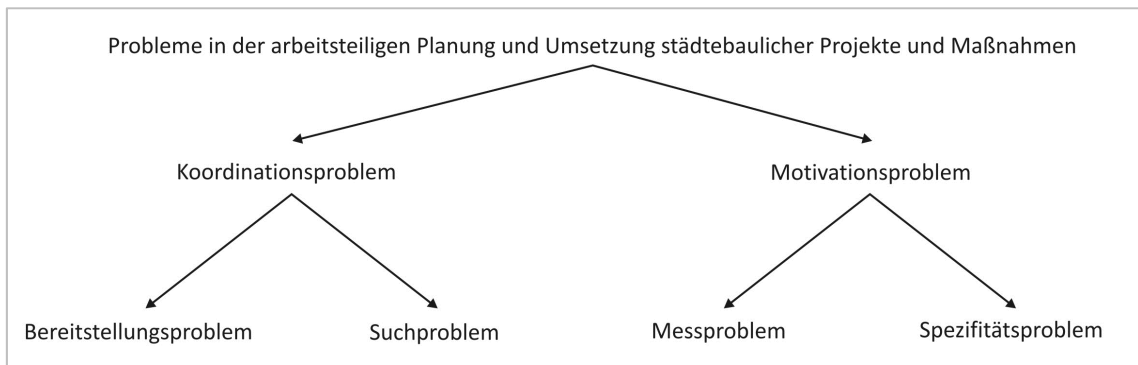 Probleme in der arbeitsteiligen Planung und Umsetzung städtebaulicher Projekte und Maßnahmen
Koordinationsproblem
Motivationsproblem
Bereitstellungsproblem
Suchproblem
Messproblem
Spezifitätsproblem